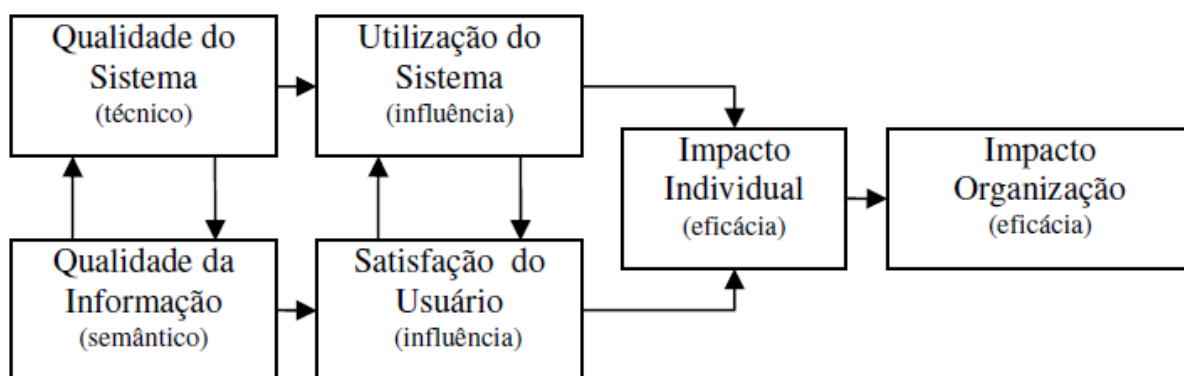 Qualidade do
Sistema
(técnico)
Utilização do
Sistema
(influência)
Impacto
Individual
(eficácia)
Impacto
Organização
(eficácia)
Qualidade da
Informação
(semântico)
Satisfação do
Usuário
(influência)